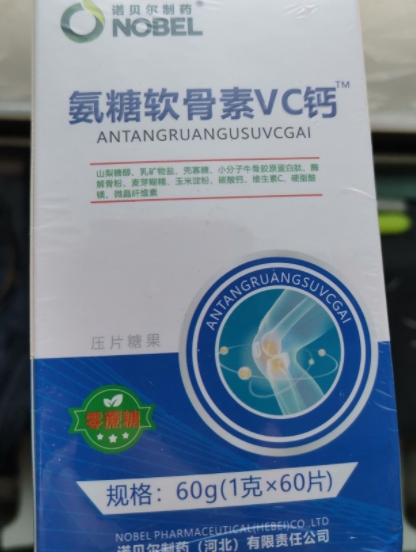 诺贝尔制药®
NOBEL
氨糖软骨素VC钙™
ANTANGRUANGUSUVCGAI
山梨糖醇、乳矿物盐、壳寡糖、小分子牛骨胶原蛋白肽、酶
解骨粉、麦芽糊精、玉米淀粉、碳酸钙、维生素C、硬脂酸
镁、微晶纤维素
ANTANGRUANGSUVCGAI
压片糖果
零蔗糖
规格：60g(1克×60片)
NOBEL PHARMACEUTICAL(HEBEI)CO.,LTD
诺贝尔制药（河北）有限责任公司